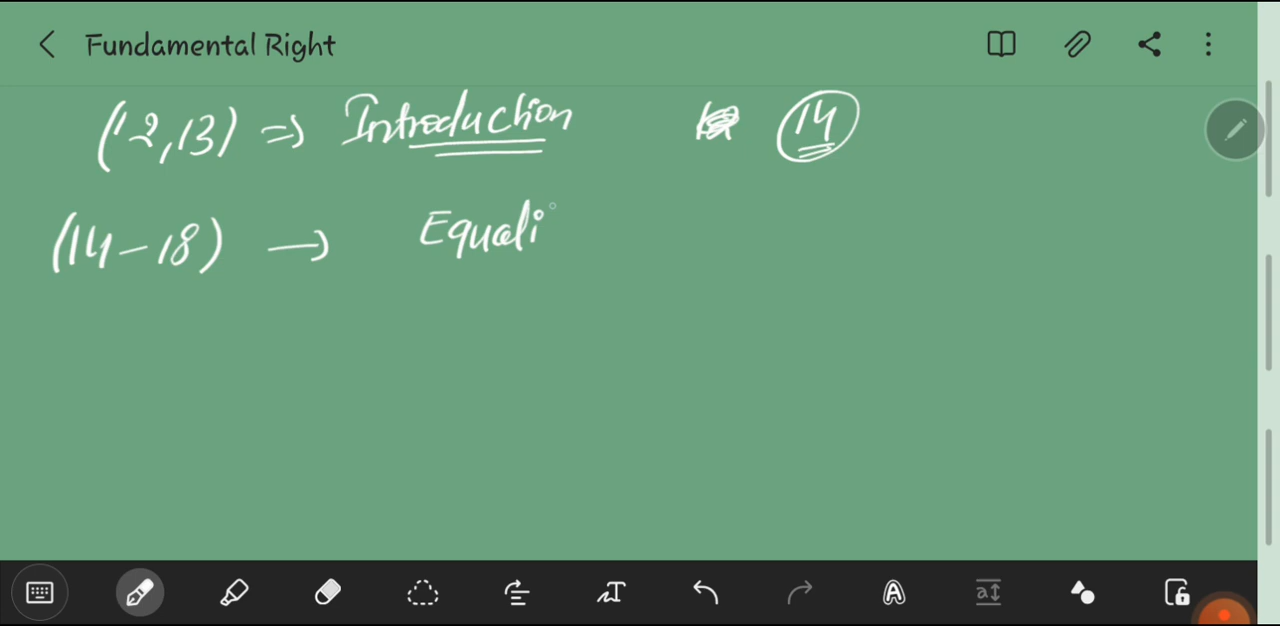 Fundamental Right
(12,13) => Introduction 14
(14-18) → Equali